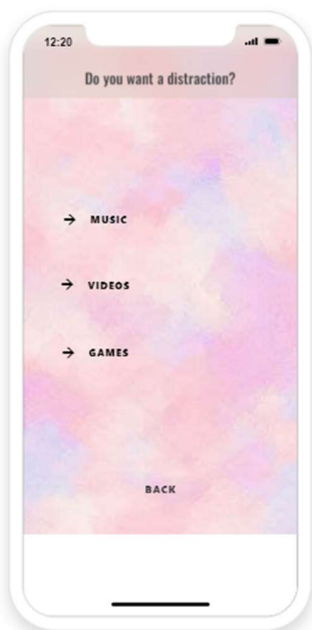 12:20
Do you want a distraction?
→ MUSIC
→ VIDEOS
→ GAMES
BACK